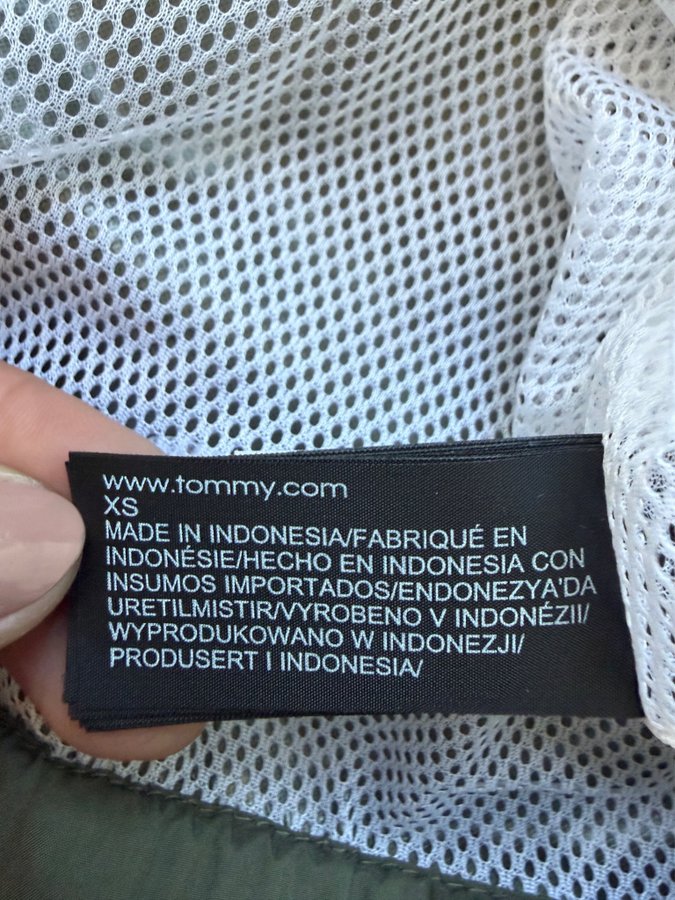 www.tommy.com
XS
MADE IN INDONESIA/FABRIQUÉ EN
INDONÉSIE/HECHO EN INDONESIA CON
INSUMOS IMPORTADOS/ENDONEZYA'DA
URETILMISTIR/VYROBENO V INDONÉZII/
WYPRODUKOWANO W INDONEZJI/
PRODUSERT I INDONESIA/